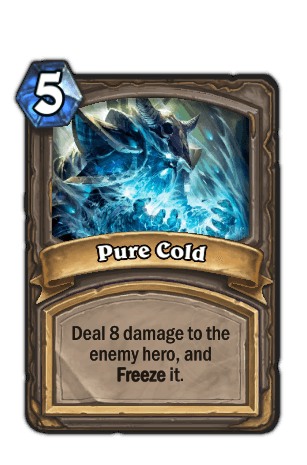 5
Pure Cold
Deal 8 damage to the
enemy hero, and
Freeze it.